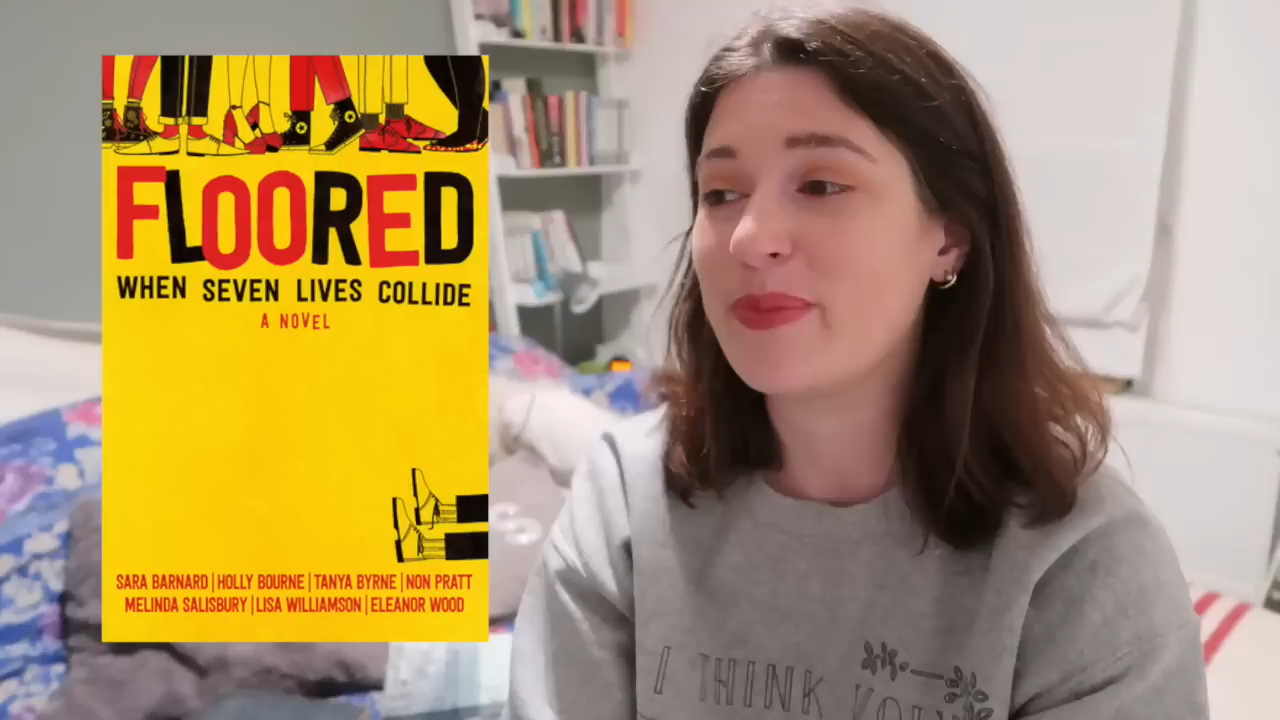 FLOORED
WHEN SEVEN LIVES COLLIDE
A NOVEL
SARA BARNARD | HOLLY BOURNE | TANYA BYRNE | NON PRATT
MELINDA SALISBURY | LISA WILLIAMSON | ELEANOR WOOD
I THINK